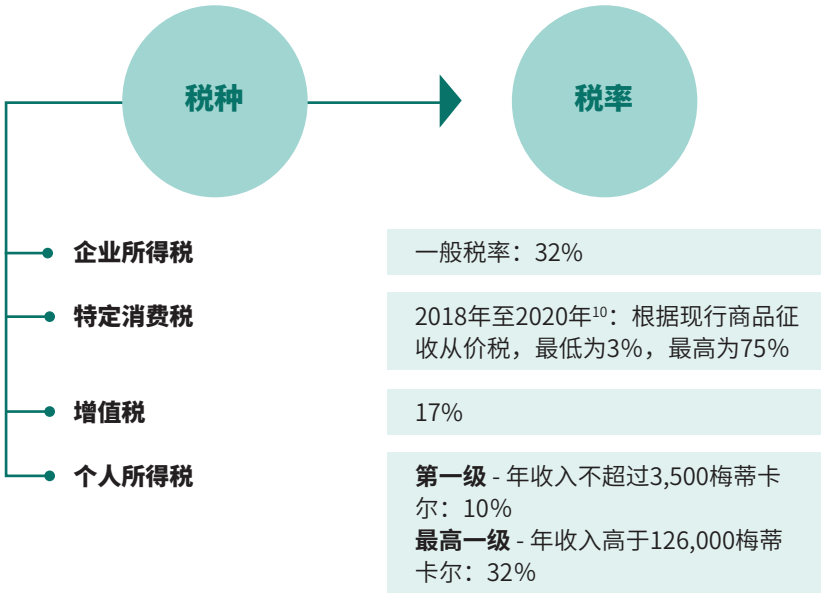 税种
税率
企业所得税
一般税率：32%
特定消费税
2018年至2020年¹⁰：根据现行商品征
收从价税，最低为3%，最高为75%
增值税
17%
个人所得税
第一级 - 年收入不超过3,500梅蒂卡
尔：10%
最高一级 - 年收入高于126,000梅蒂
卡尔：32%